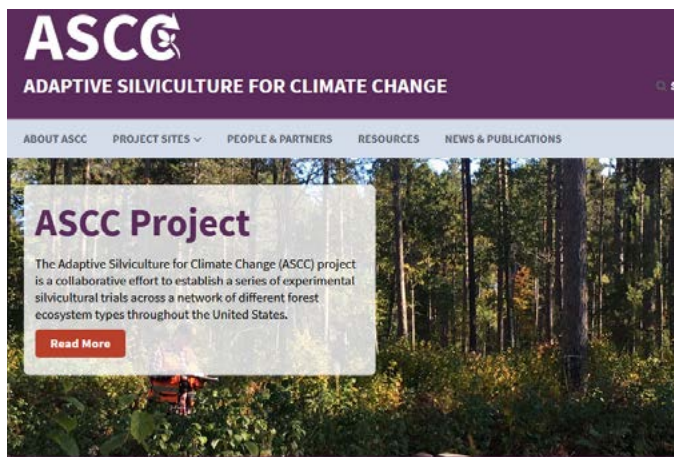 ASCC
ADAPTIVE SILVICULTURE FOR CLIMATE CHANGE
ABOUT ASCC PROJECT SITES PEOPLE & PARTNERS RESOURCES NEWS & PUBLICATIONS
ASCC Project
The Adaptive Silviculture for Climate Change (ASCC) project
is a collaborative effort to establish a series of experimental
silvicultural trials across a network of different forest
ecosystem types throughout the United States.
Read More